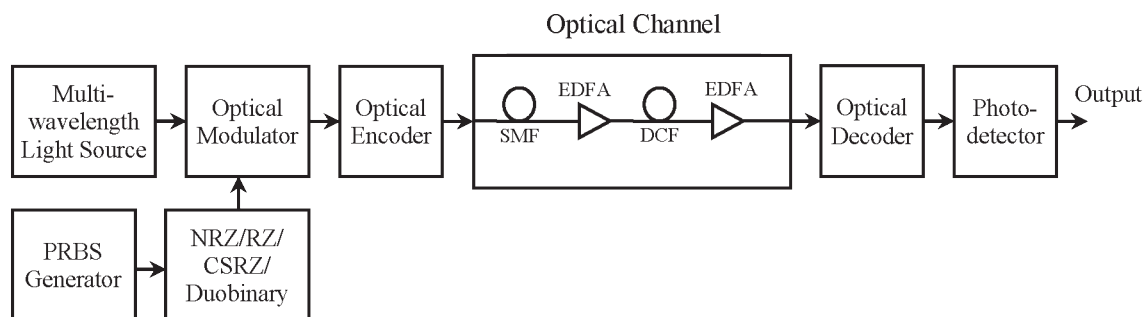 Optical Channel
Multi-
wavelength
Light Source
Optical
Modulator
Optical
Encoder
SMF
EDFA
DCF
EDFA
Optical
Decoder
Photo-
detector
Output
PRBS
Generator
NRZ/RZ/
CSRZ/
Duobinary